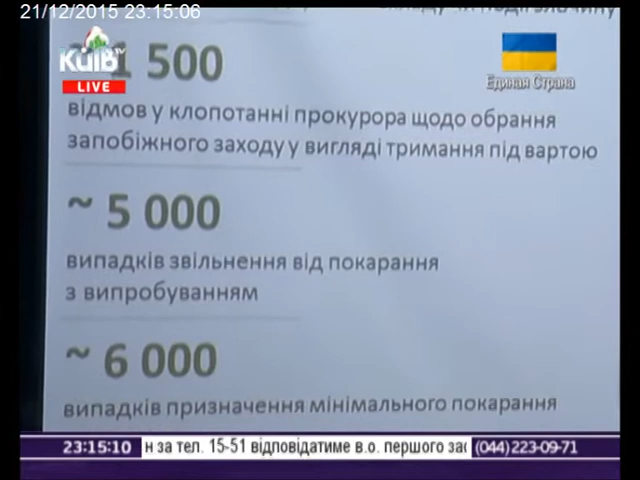 21/12/2015 23:15:06
КиЇВ TV
LIVE
Единая Страна
1 500
відмов у клопотанні прокурора щодо обрання
запобіжного заходу у вигляді тримання під вартою
~ 5 000
випадків звільнення від покарання
з випробуванням
~ 6 000
випадків призначення мінімального покарання
23:15:10 н за тел. 15-51 відповідатиме в.о. першого зас (044) 223-09-71